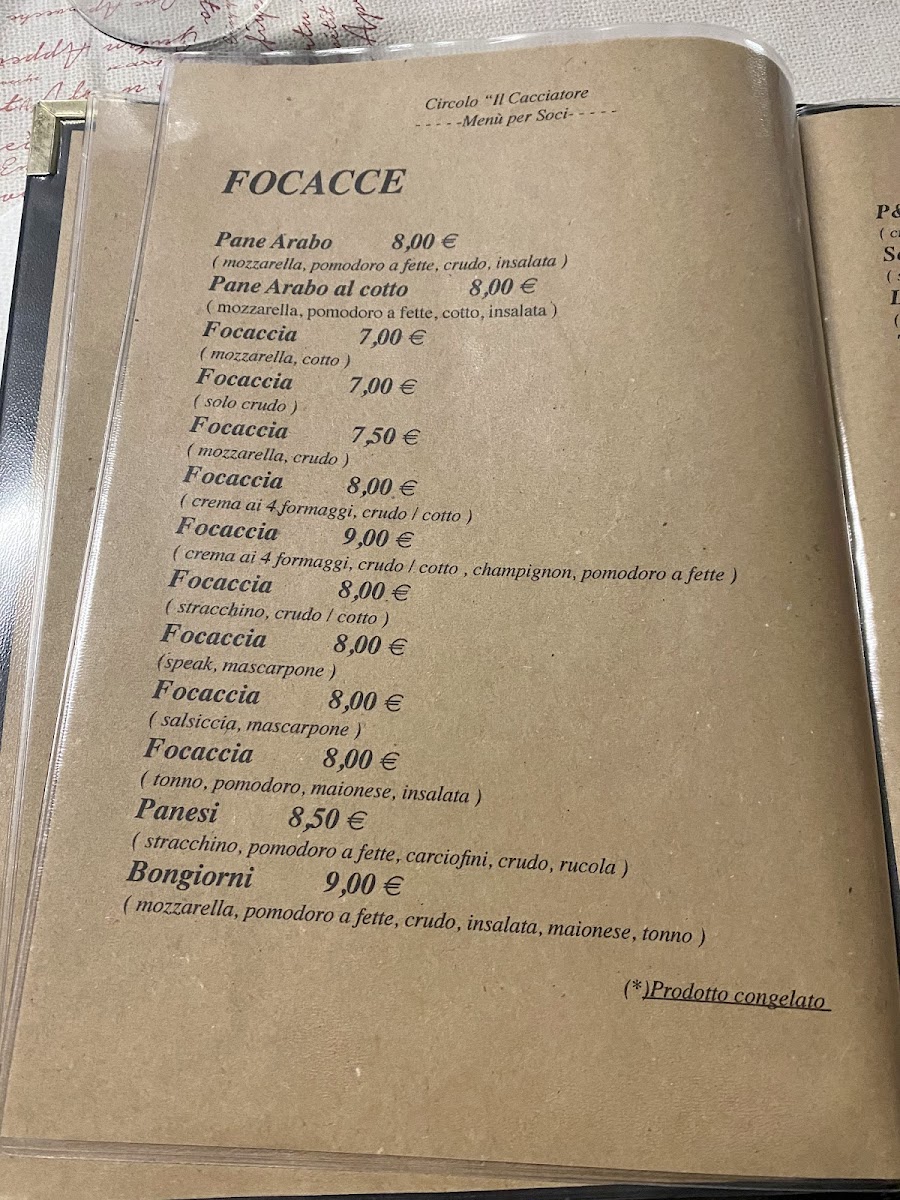 Circolo "Il Cacciatore
- - - - -Menù per Soci- - - - -
FOCACCE
Pane Arabo 8,00 €
( mozzarella, pomodoro a fette, crudo, insalata )
Pane Arabo al cotto 8,00 €
( mozzarella, pomodoro a fette, cotto, insalata )
Focaccia 7,00 €
( mozzarella, cotto )
Focaccia 7,00 €
( solo crudo )
Focaccia 7,50 €
( mozzarella, crudo )
Focaccia 8,00 €
( crema ai 4 formaggi, crudo / cotto )
Focaccia 9,00 €
( crema ai 4 formaggi, crudo / cotto , champignon, pomodoro a fette )
Focaccia 8,00 €
( stracchino, crudo / cotto )
Focaccia 8,00 €
(speak, mascarpone )
Focaccia 8,00 €
( salsiccia, mascarpone )
Focaccia 8,00 €
( tonno, pomodoro, maionese, insalata )
Panesi 8,50 €
( stracchino, pomodoro a fette, carciofini, crudo, rucola )
Bongiorni 9,00 €
( mozzarella, pomodoro a fette, crudo, insalata, maionese, tonno )
(*)Prodotto congelato